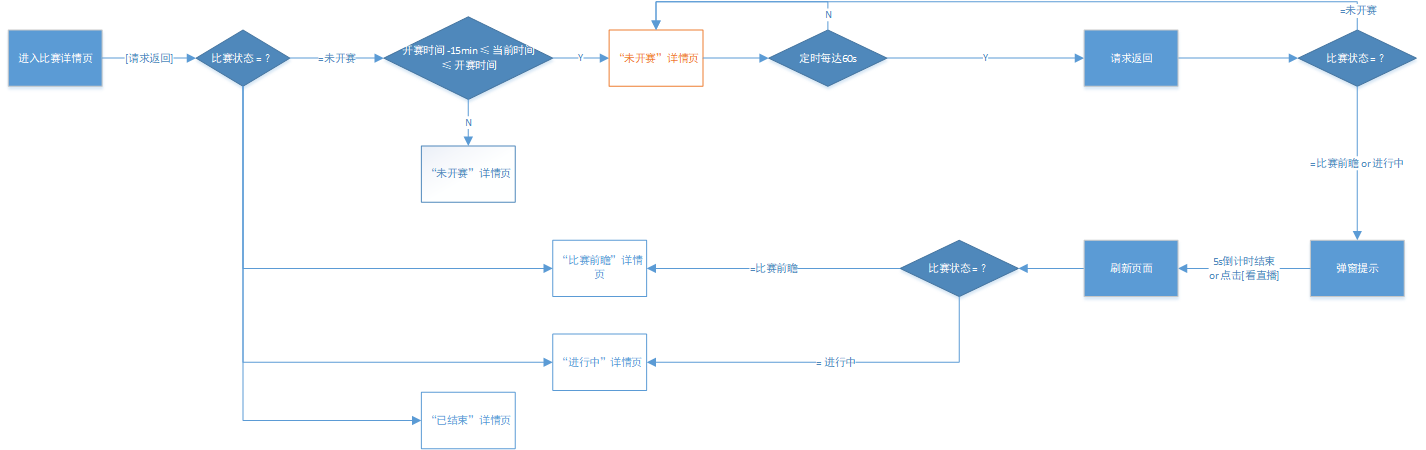 N
=未开赛
进入比赛详情页
[请求返回]
比赛状态 = ？
=未开赛
开赛时间 -15min ≤ 当前时间
≤ 开赛时间
Y
“未开赛”详情页
定时每达60s
Y
请求返回
比赛状态 = ？
N
=比赛前瞻 or 进行中
“未开赛”详情页
“比赛前瞻”详情
页
=比赛前瞻
比赛状态 = ？
刷新页面
5s倒计时结束
or 点击[看直播]
弹窗提示
“进行中”详情页
= 进行中
“已结束”详情页